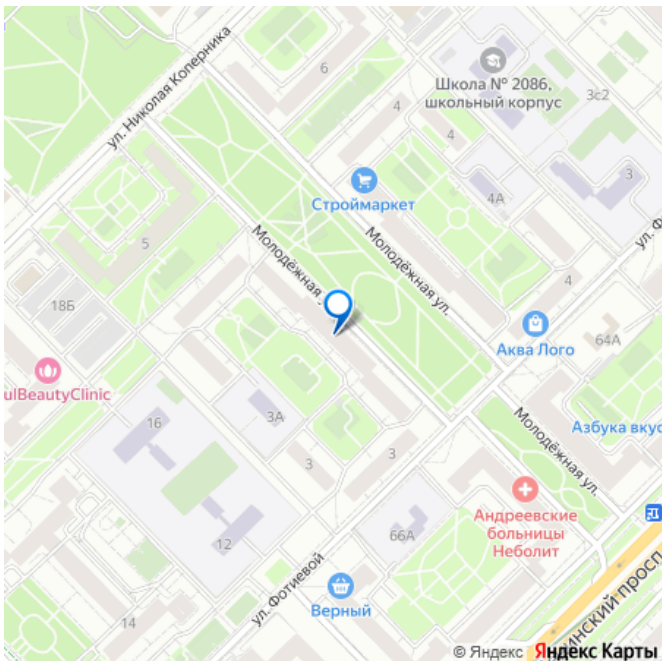 ул. Николая Коперника
6
Школа № 2086,
школьный корпус
3с2
4
4
Строймаркет
4А
3
ул. Ф
5
Молодёжная у
Молодёжная ул.
4
18Б
Аква Лого
64А
ulBeautyClinic
16
3А
Молодёжная ул.
Азбука вкус
3
3
Андреевские
больницы
Неболит
66А
12
ул. Фотиевой
Верный
14
инский просп
© Яндекс Яндекс Карты